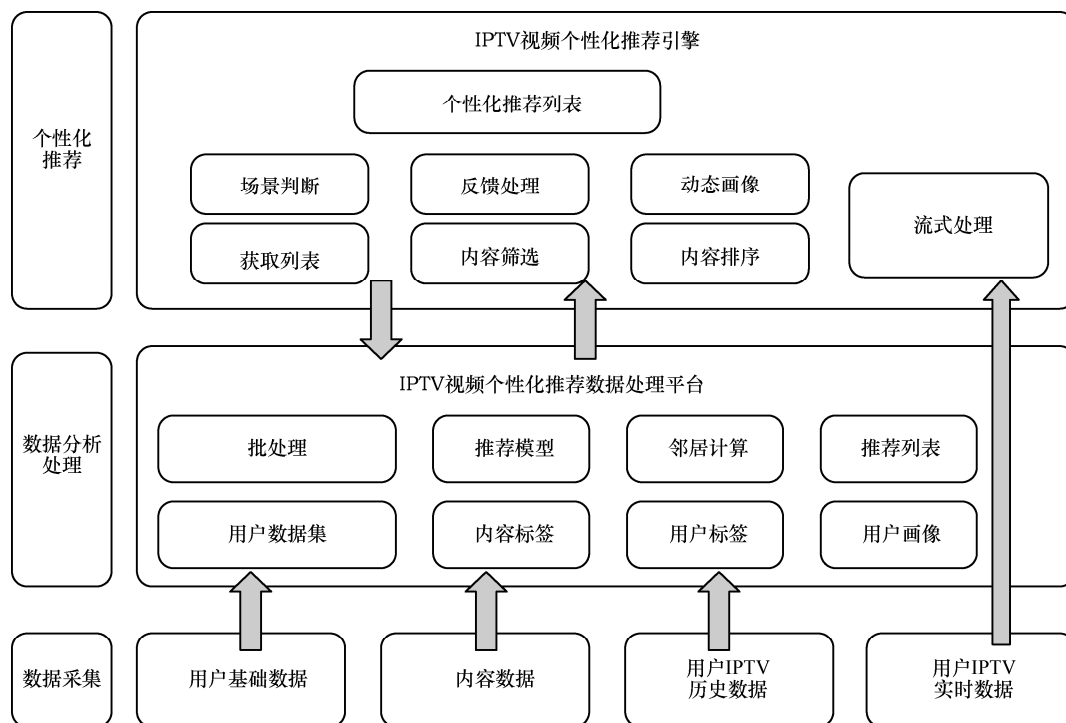 IPTV视频个性化推荐引擎
个性化推荐列表
个性化
推荐
场景判断
反馈处理
动态画像
流式处理
获取列表
内容筛选
内容排序
IPTV视频个性化推荐数据处理平台
数据分析
处理
批处理
推荐模型
邻居计算
推荐列表
用户数据集
内容标签
用户标签
用户画像
数据采集
用户基础数据
内容数据
用户IPTV
历史数据
用户IPTV
实时数据